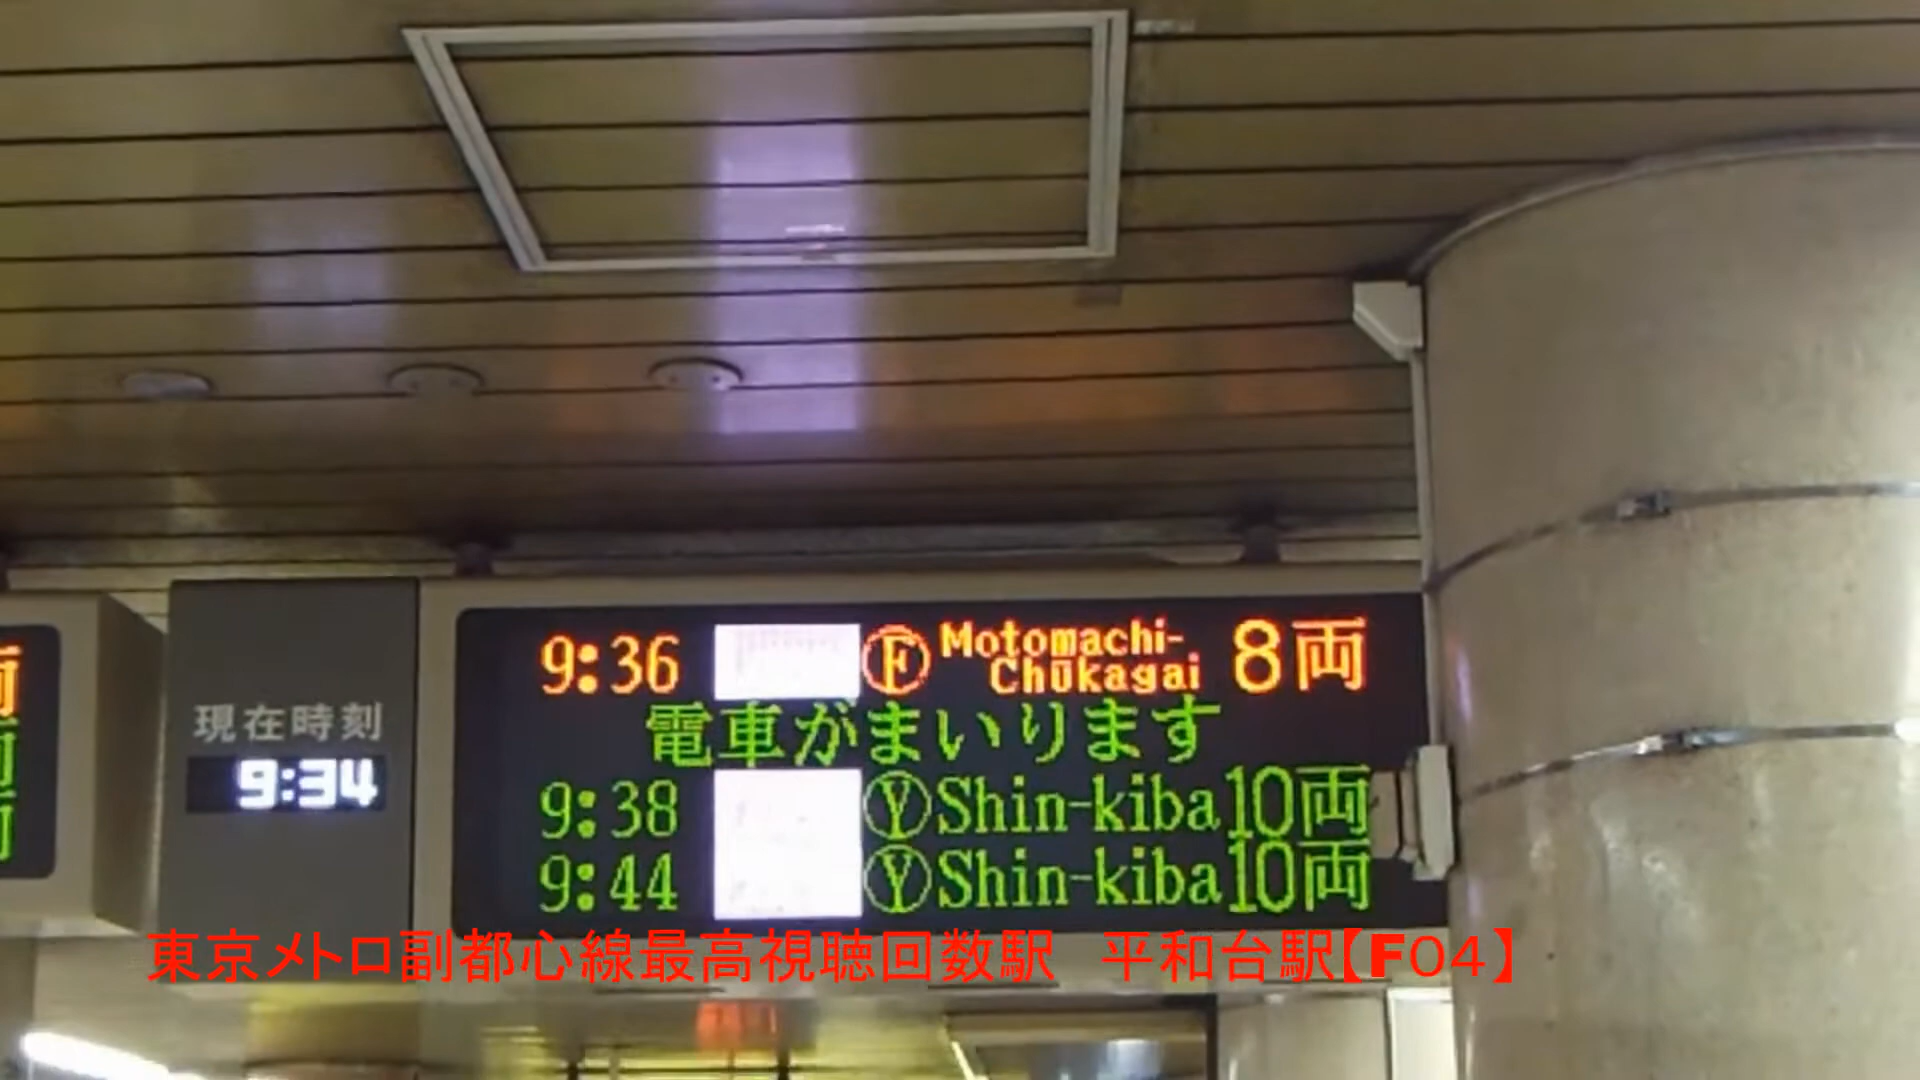 現在時刻
9:34
9:36 Ⓕ Motomachi-Chūkagai 8両
電車がまいります
9:38 Ⓨ Shin-kiba 10両
9:44 Ⓨ Shin-kiba 10両
東京メトロ副都心線最高視聴回数駅　平和台駅【F04】